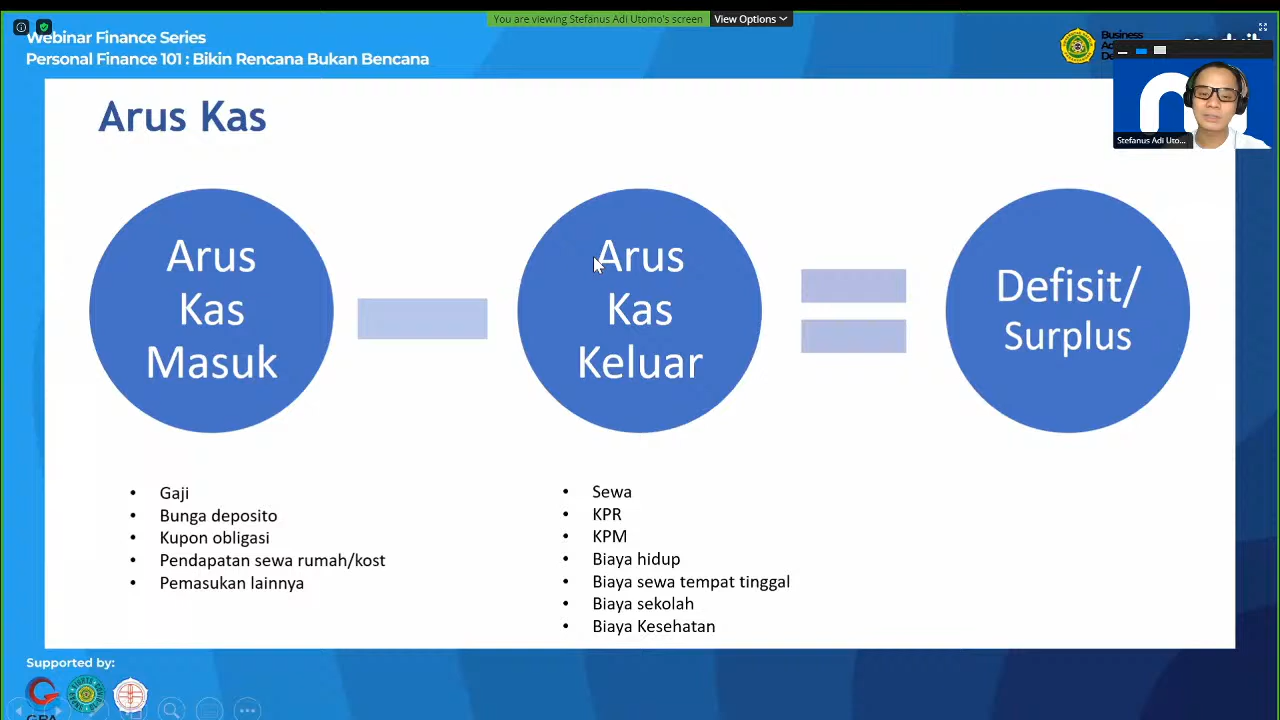 You are viewing Stefanus Adi Utomo's screen
View Options
Webinar Finance Series
Personal Finance 101 : Bikin Rencana Bukan Bencana
Business
Stefanus Adi Uto...
Arus Kas
Arus
Kas
Masuk
Arus
Kas
Keluar
Defisit/
Surplus
• Gaji
• Bunga deposito
• Kupon obligasi
• Pendapatan sewa rumah/kost
• Pemasukan lainnya
• Sewa
• KPR
• KPM
• Biaya hidup
• Biaya sewa tempat tinggal
• Biaya sekolah
• Biaya Kesehatan
Supported by: